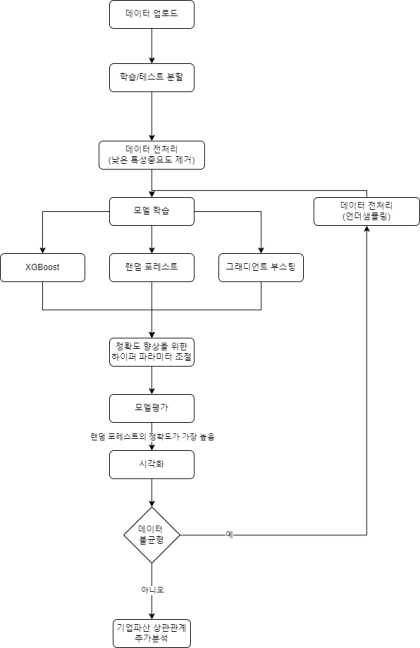 데이터 업로드
학습/테스트 분할
데이터 전처리
(낮은 특성중요도 제거)
모델 학습
데이터 전처리
(언더샘플링)
XGBoost
랜덤 포레스트
그래디언트 부스팅
정확도 향상을 위한
하이퍼 파라미터 조절
모델평가
랜덤 포레스트의 정확도가 가장 높음
시각화
데이터
불균형
예
아니오
기업파산 상관관계
추가분석